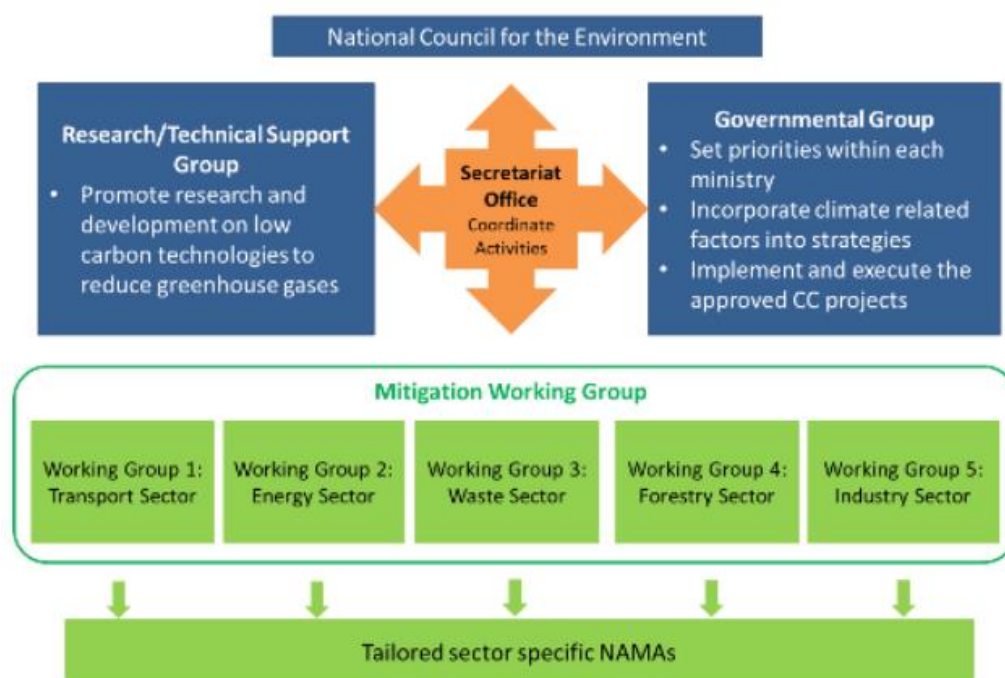 National Council for the Environment
Research/Technical Support
Group
• Promote research and
development on low
carbon technologies to
reduce greenhouse gases
Secretariat
Office
Coordinate
Activities
Governmental Group
• Set priorities within each
ministry
• Incorporate climate related
factors into strategies
• Implement and execute the
approved CC projects
Mitigation Working Group
Working Group 1:
Transport Sector
Working Group 2:
Energy Sector
Working Group 3:
Waste Sector
Working Group 4:
Forestry Sector
Working Group 5:
Industry Sector
Tailored sector specific NAMAs